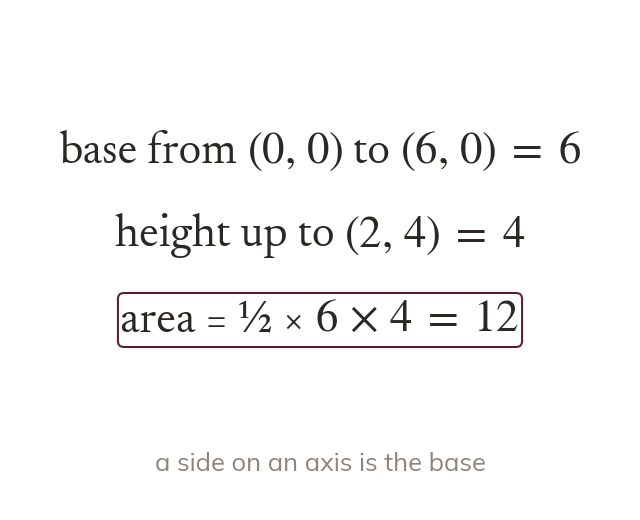 base from (0, 0) to (6, 0) = 6
height up to (2, 4) = 4
area = ½ × 6 × 4 = 12
a side on an axis is the base